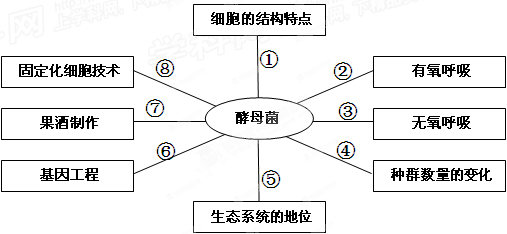 细胞的结构特点
固定化细胞技术 ⑧ ① ② 有氧呼吸
果酒制作 ⑦ 酵母菌 ③ 无氧呼吸
基因工程 ⑥ ⑤ ④ 种群数量的变化
生态系统的地位